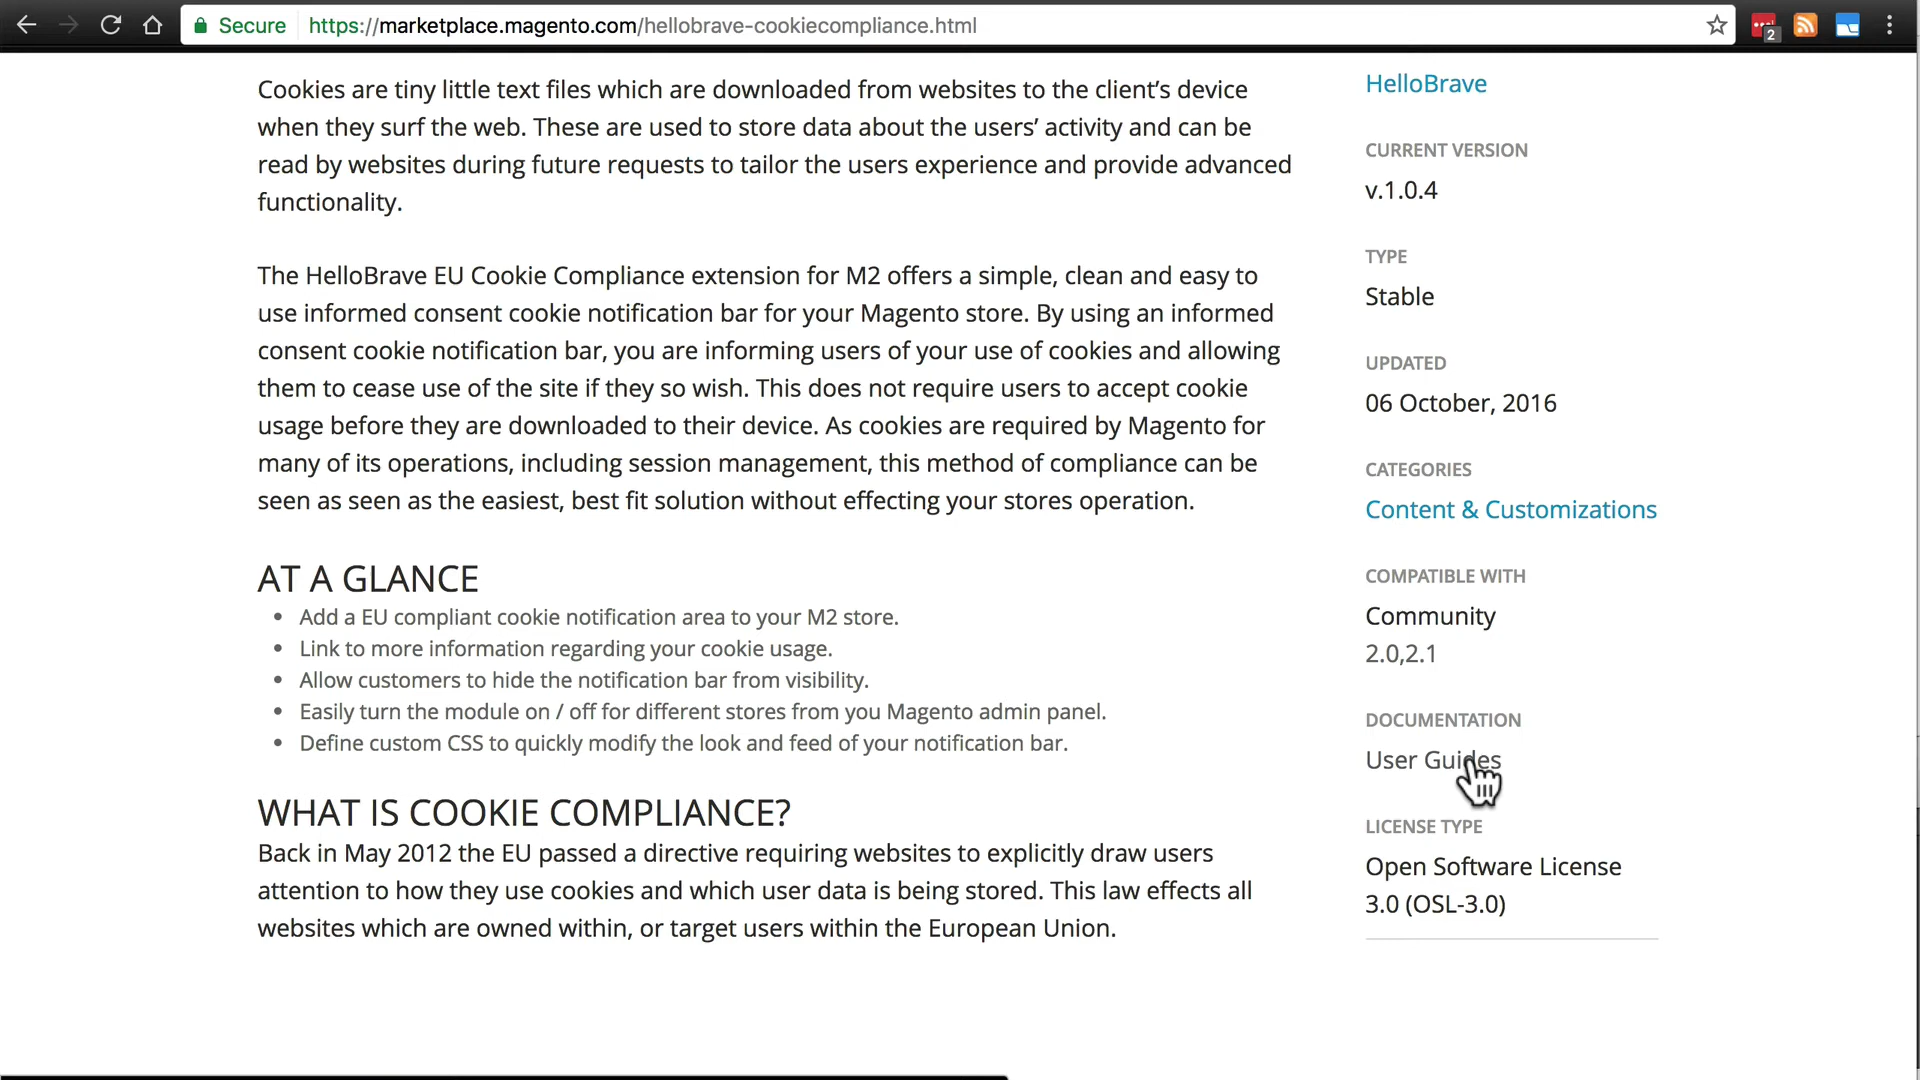 Secure https://marketplace.magento.com/hellobrave-cookiecompliance.html
2
Cookies are tiny little text files which are downloaded from websites to the client’s device
when they surf the web. These are used to store data about the users’ activity and can be
read by websites during future requests to tailor the users experience and provide advanced
functionality.
The HelloBrave EU Cookie Compliance extension for M2 offers a simple, clean and easy to
use informed consent cookie notification bar for your Magento store. By using an informed
consent cookie notification bar, you are informing users of your use of cookies and allowing
them to cease use of the site if they so wish. This does not require users to accept cookie
usage before they are downloaded to their device. As cookies are required by Magento for
many of its operations, including session management, this method of compliance can be
seen as seen as the easiest, best fit solution without effecting your stores operation.
AT A GLANCE
• Add a EU compliant cookie notification area to your M2 store.
• Link to more information regarding your cookie usage.
• Allow customers to hide the notification bar from visibility.
• Easily turn the module on / off for different stores from you Magento admin panel.
• Define custom CSS to quickly modify the look and feed of your notification bar.
WHAT IS COOKIE COMPLIANCE?
Back in May 2012 the EU passed a directive requiring websites to explicitly draw users
attention to how they use cookies and which user data is being stored. This law effects all
websites which are owned within, or target users within the European Union.
HelloBrave
CURRENT VERSION
v.1.0.4
TYPE
Stable
UPDATED
06 October, 2016
CATEGORIES
Content & Customizations
COMPATIBLE WITH
Community
2.0,2.1
DOCUMENTATION
User Guides
LICENSE TYPE
Open Software License
3.0 (OSL-3.0)